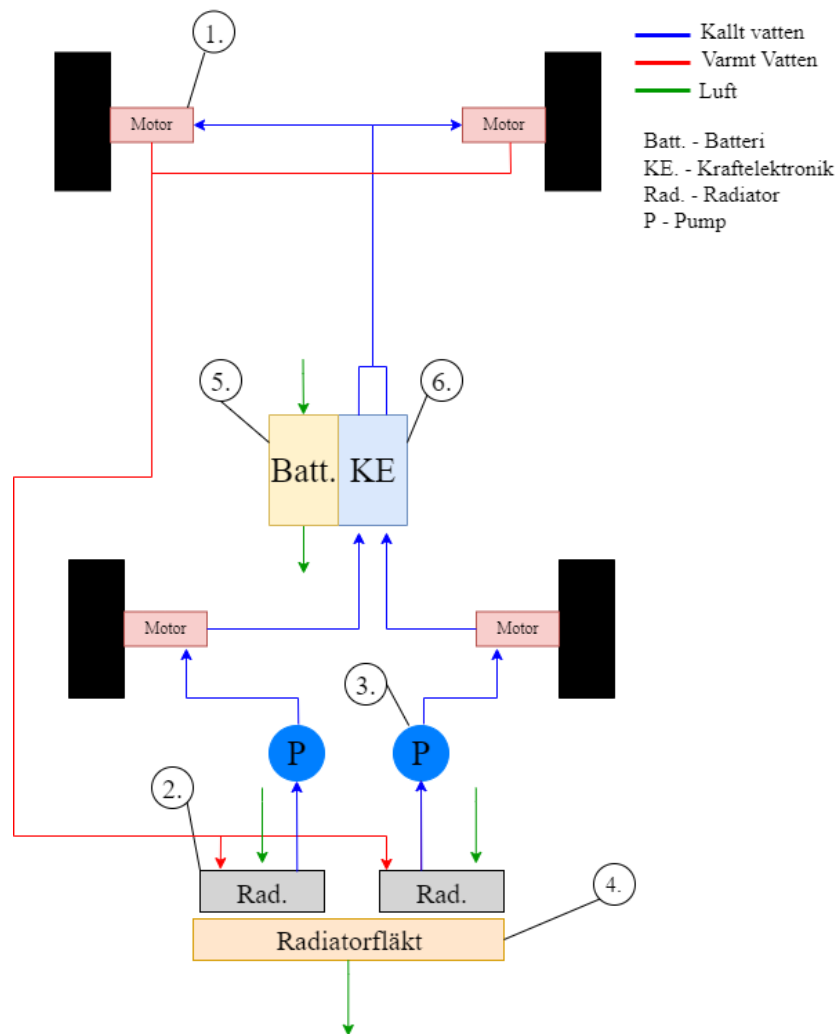 1.
Kallt vatten
Varmt Vatten
Luft
Motor
Motor
Batt. - Batteri
KE. - Kraftelektronik
Rad. - Radiator
P - Pump
5.
6.
Batt.
KE
Motor
Motor
3.
P
P
2.
Rad.
Rad.
4.
Radiatorfläkt